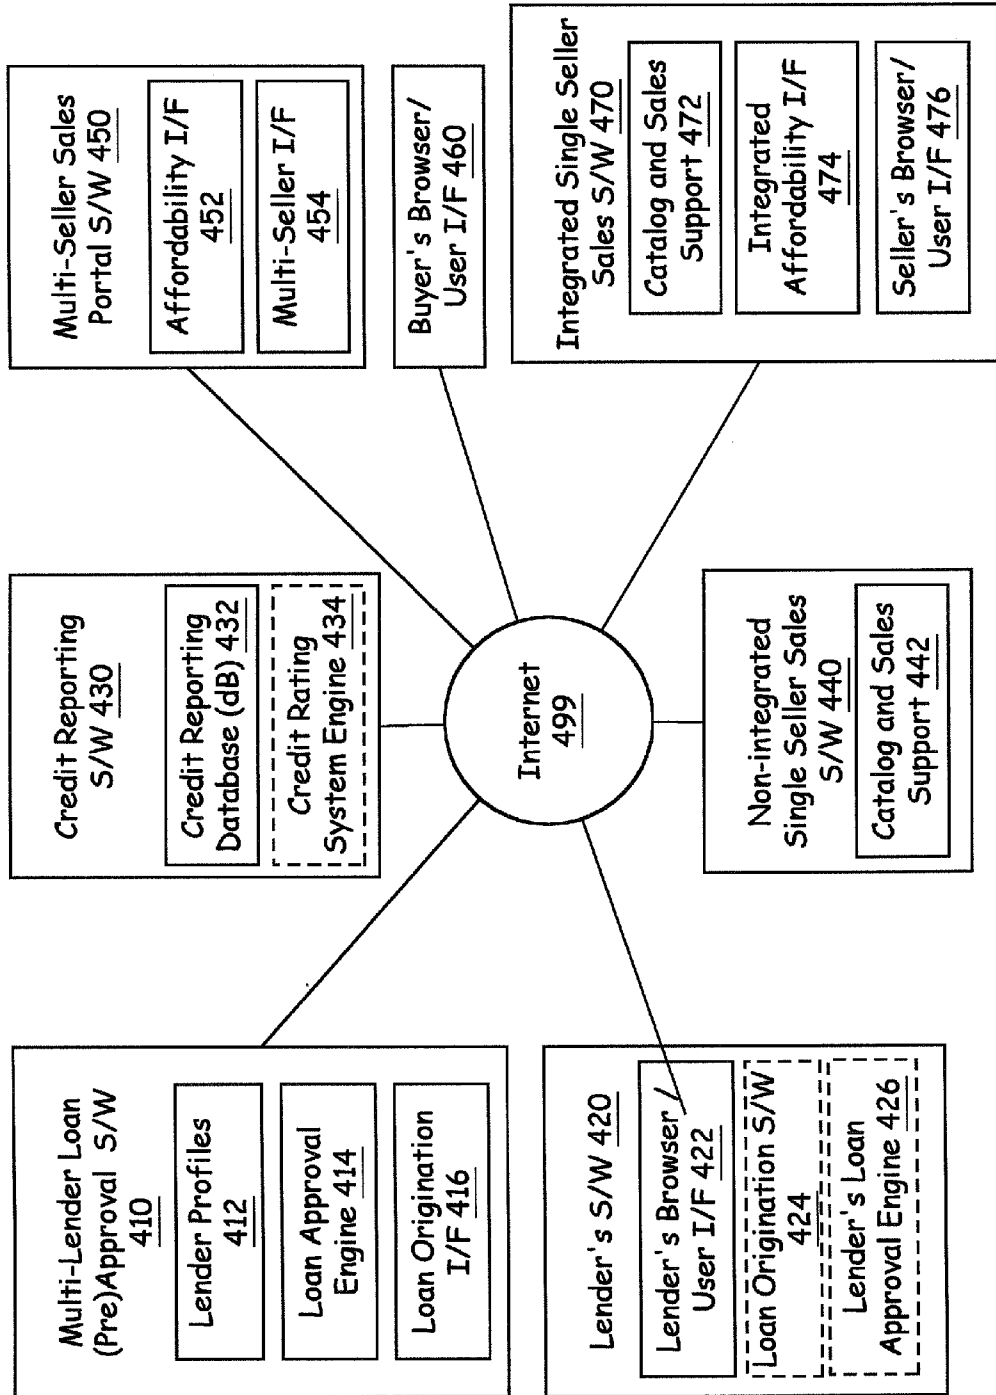 Multi-Lender Loan
(Pre)Approval S/W
410
Lender Profiles
412
Loan Approval
Engine 414
Loan Origination
I/F 416
Credit Reporting
S/W 430
Credit Reporting
Database (dB) 432
Credit Rating
System Engine 434
Multi-Seller Sales
Portal S/W 450
Affordability I/F
452
Multi-Seller I/F
454
Buyer's Browser/
User I/F 460
Internet
499
Lender's S/W 420
Lender's Browser /
User I/F 422
Loan Origination S/W
424
Lender's Loan
Approval Engine 426
Non-integrated
Single Seller Sales
S/W 440
Catalog and Sales
Support 442
Integrated Single Seller
Sales S/W 470
Catalog and Sales
Support 472
Integrated
Affordability I/F
474
Seller's Browser/
User I/F 476